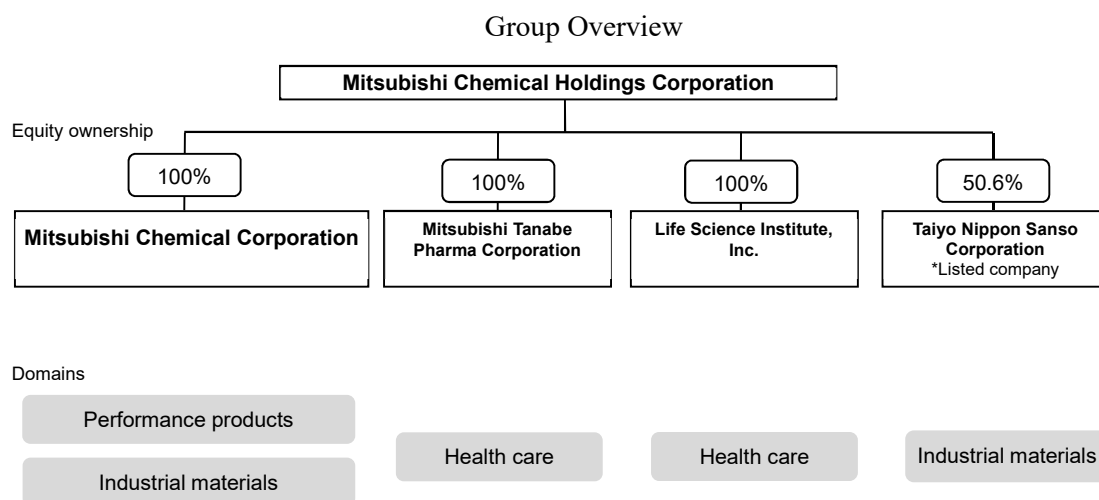 Group Overview
Mitsubishi Chemical Holdings Corporation
Equity ownership
100%
100%
100%
50.6%
Mitsubishi Chemical Corporation
Mitsubishi Tanabe
Pharma Corporation
Life Science Institute,
Inc.
Taiyo Nippon Sanso
Corporation
*Listed company
Domains
Performance products
Industrial materials
Health care
Health care
Industrial materials